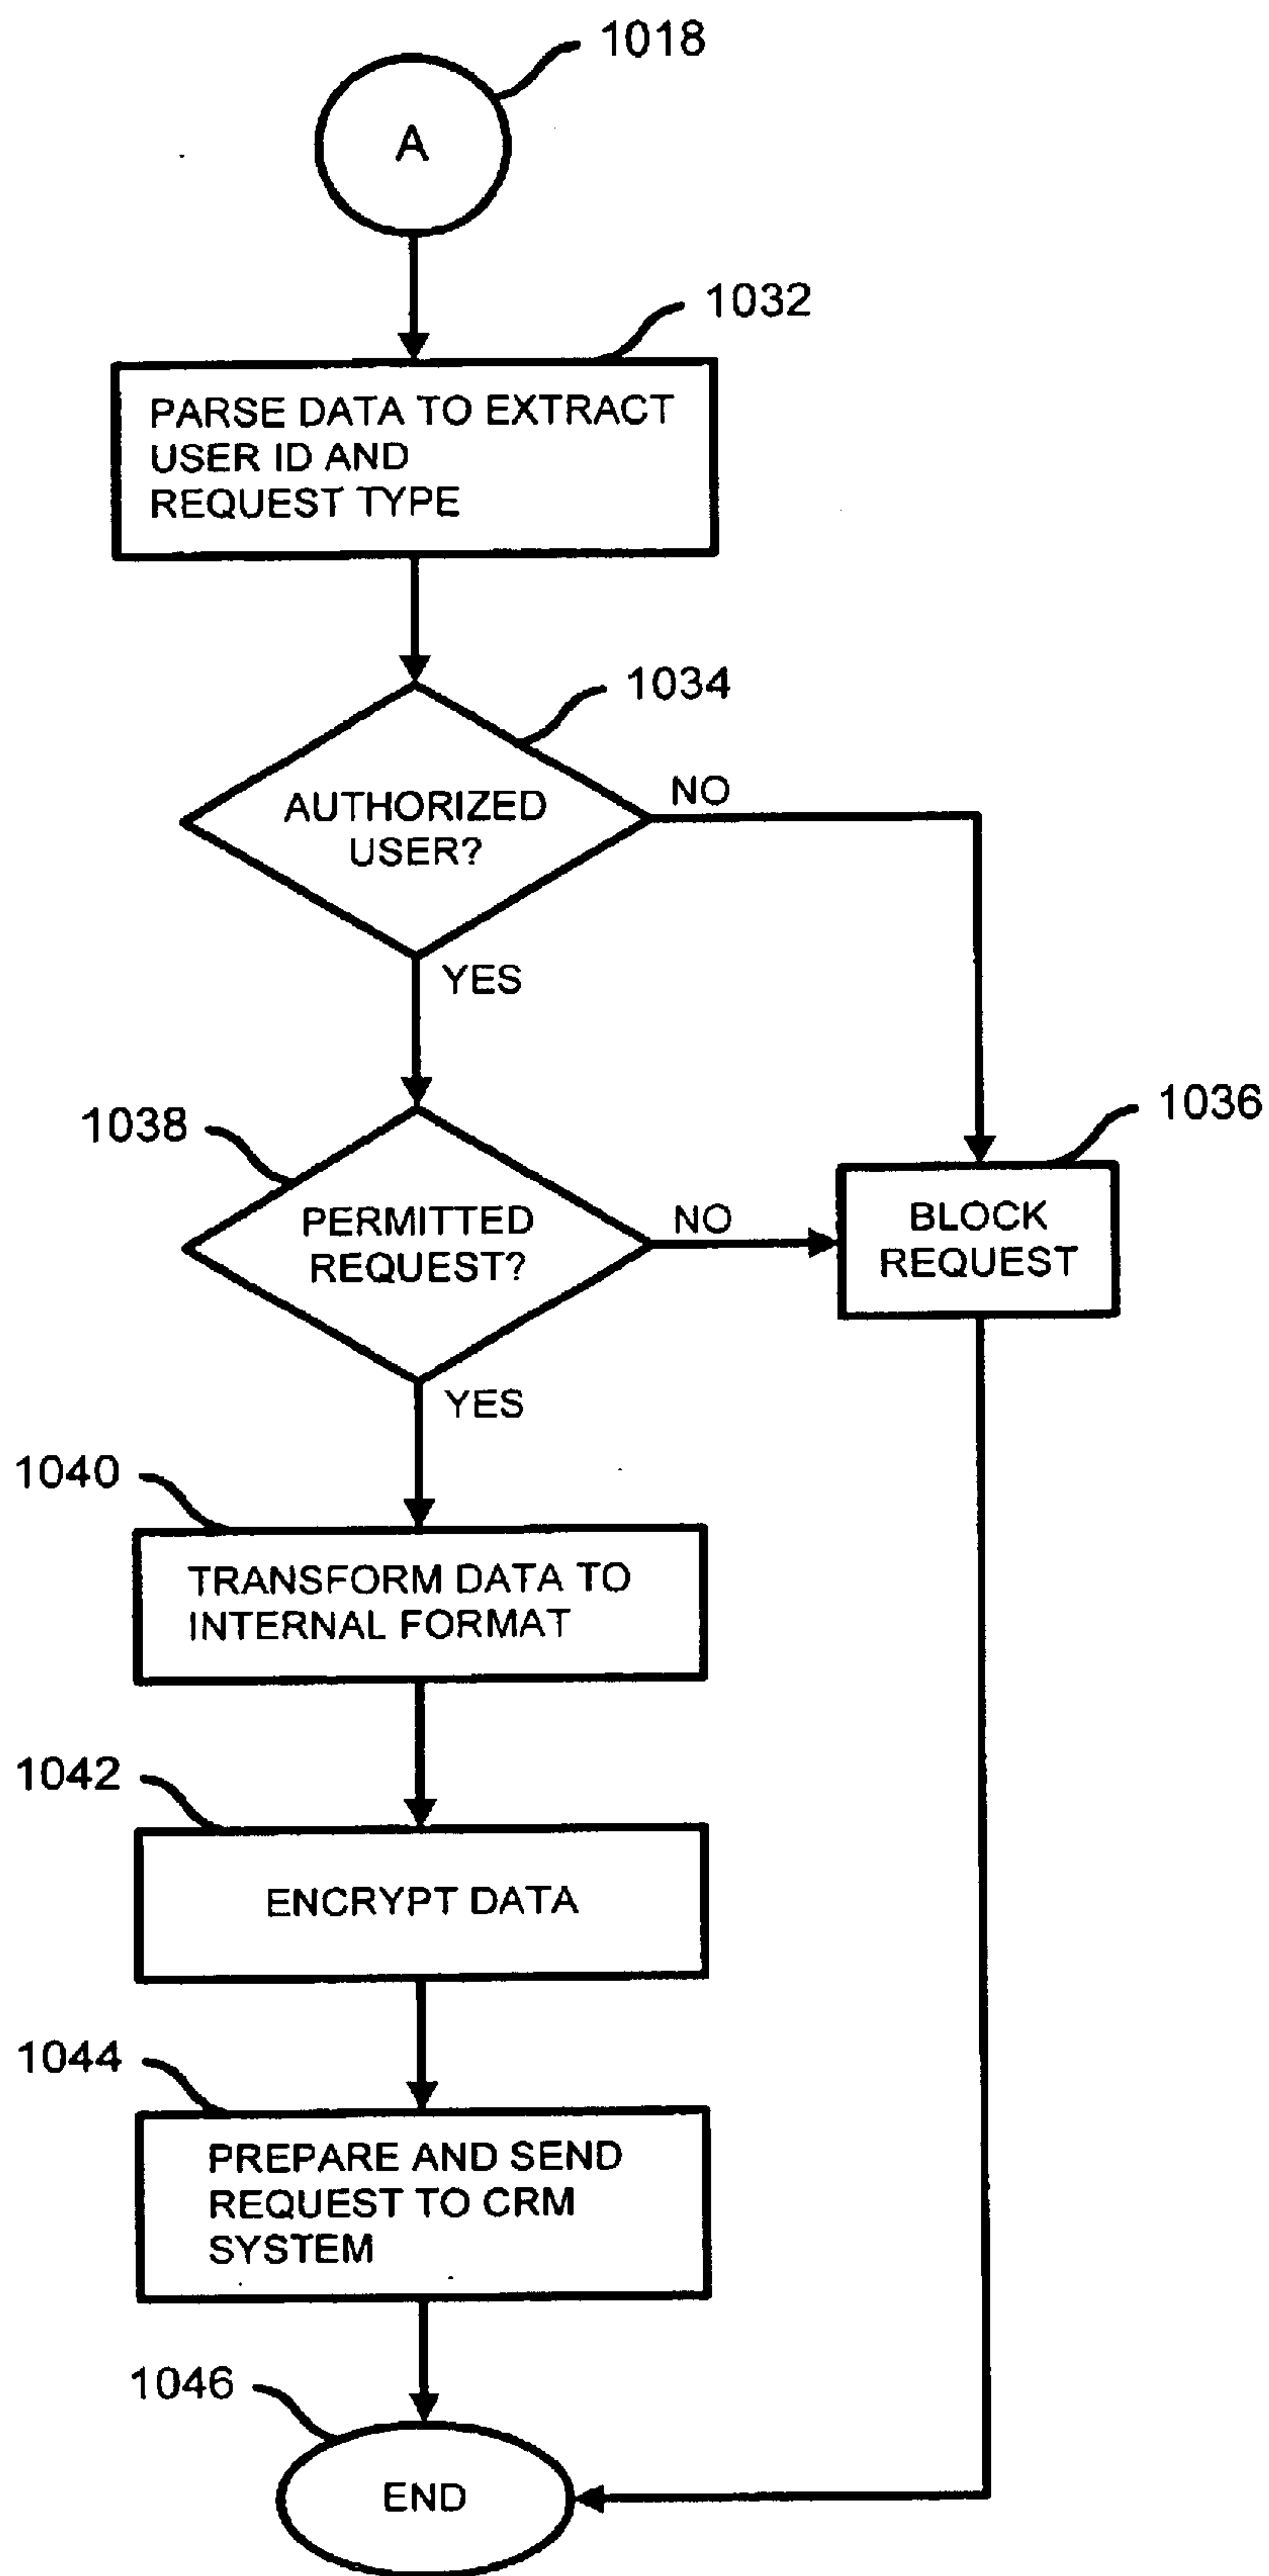 1018
A
1032
PARSE DATA TO EXTRACT
USER ID AND
REQUEST TYPE
1034
AUTHORIZED
USER?
NO
YES
1038
PERMITTED
REQUEST?
NO
1036
BLOCK
REQUEST
YES
1040
TRANSFORM DATA TO
INTERNAL FORMAT
1042
ENCRYPT DATA
1044
PREPARE AND SEND
REQUEST TO CRM
SYSTEM
1046
END